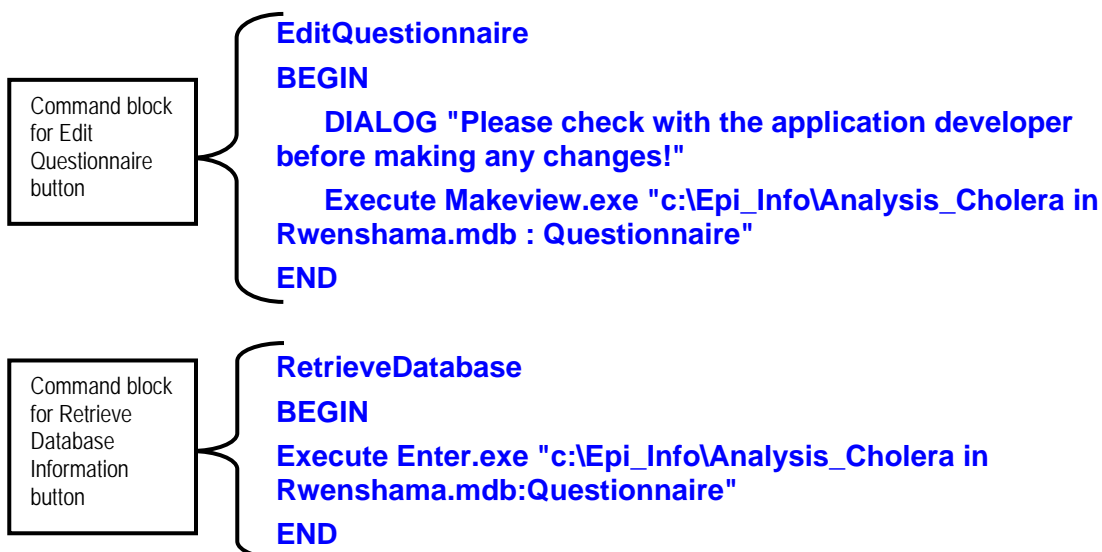 EditQuestionnaire
BEGIN
DIALOG "Please check with the application developer
before making any changes!"
Execute Makeview.exe "c:\Epi_Info\Analysis_Cholera in
Rwenshama.mdb : Questionnaire"
END
Command block
for Edit
Questionnaire
button
RetrieveDatabase
BEGIN
Execute Enter.exe "c:\Epi_Info\Analysis_Cholera in
Rwenshama.mdb:Questionnaire"
END
Command block
for Retrieve
Database
Information
button